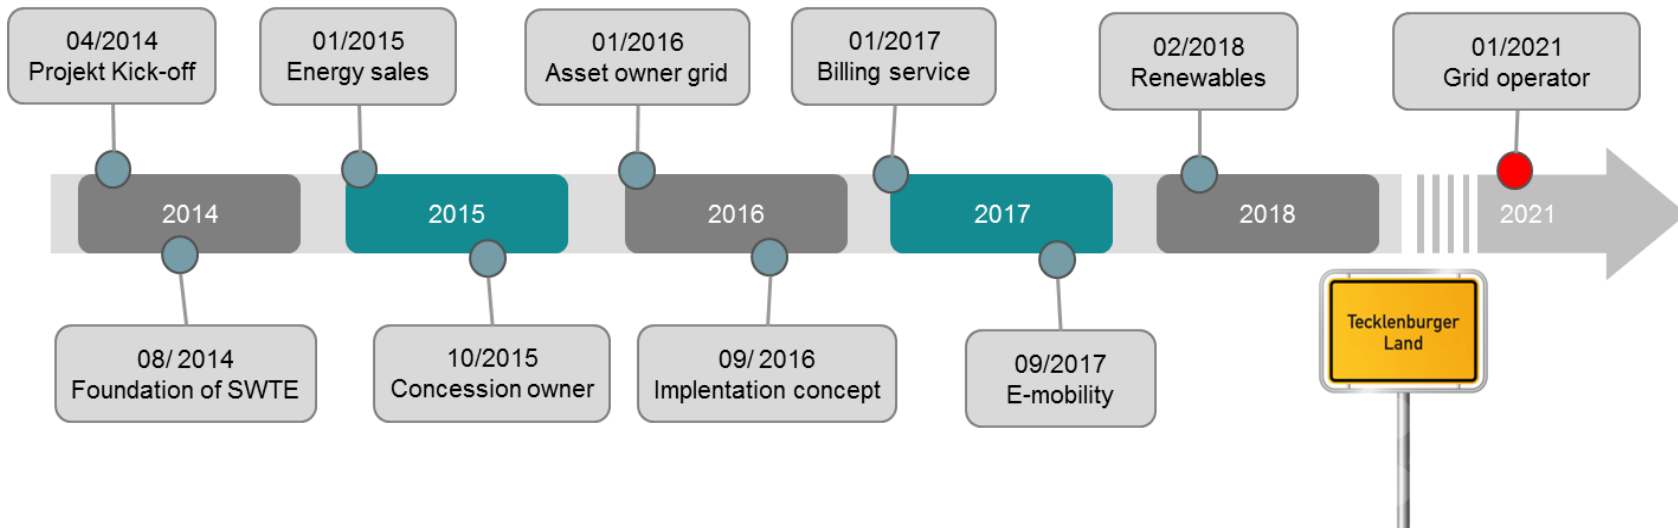 04/2014
Projekt Kick-off
01/2015
Energy sales
01/2016
Asset owner grid
01/2017
Billing service
02/2018
Renewables
01/2021
Grid operator
2014
2015
2016
2017
2018
2021
08/ 2014
Foundation of SWTE
10/2015
Concession owner
09/ 2016
Implentation concept
09/2017
E-mobility
Tecklenburger
Land